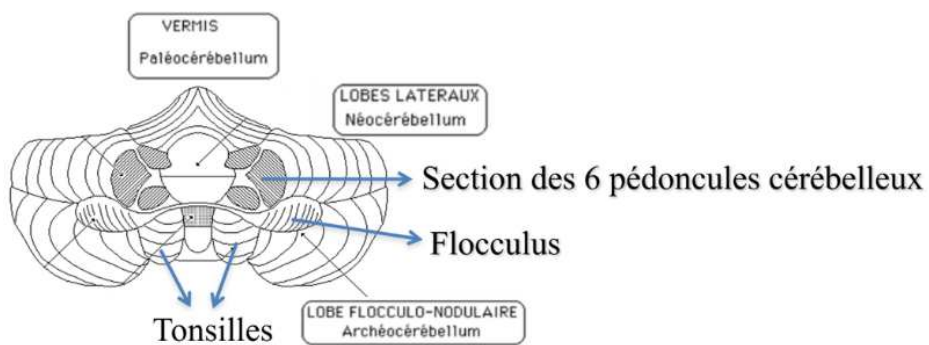 VERMIS
Paléocérébellum
LOBES LATERAUX
Néocérébellum
Section des 6 pédoncules cérébelleux
Flocculus
LOBE FLOCCULO-NODULAIRE
Archéocérébellum
Tonsilles